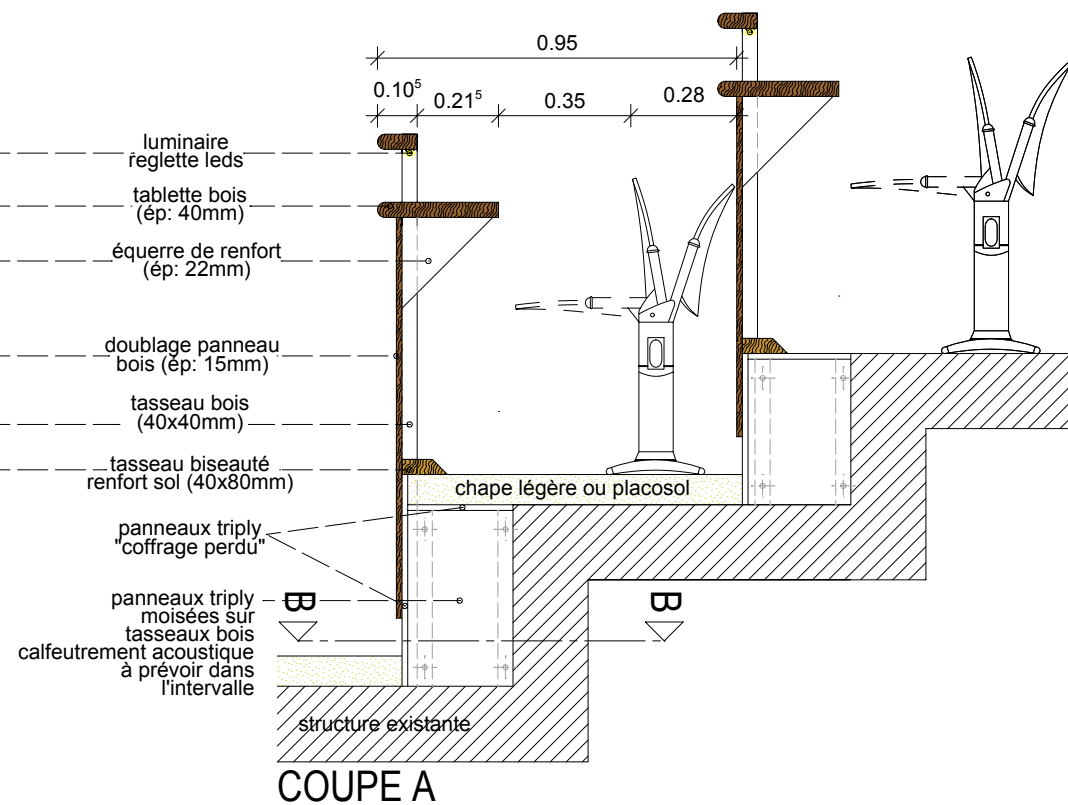 0.95
0.10⁵
0.21⁵
0.35
0.28
luminaire
reglette leds
tablette bois
(ép: 40mm)
équerre de renfort
(ép: 22mm)
doublage panneau
bois (ép: 15mm)
tasseau bois
(40x40mm)
tasseau biseauté
renfort sol (40x80mm)
chape légère ou placosol
panneaux triply
"coffrage perdu"
panneaux triply
moisées sur
tasseaux bois
calfeutrement acoustique
à prévoir dans
l'intervalle
B
B
structure existante
COUPE A